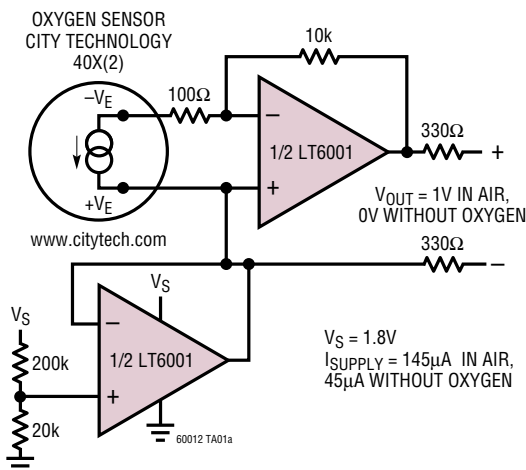 OXYGEN SENSOR
CITY TECHNOLOGY
40X(2)
–VE
+VE
www.citytech.com
100Ω
10k
–
+
1/2 LT6001
330Ω
+
VOUT = 1V IN AIR,
0V WITHOUT OXYGEN
330Ω
–
VS
–
+
1/2 LT6001
VS
200k
20k
60012 TA01a
VS = 1.8V
ISUPPLY = 145µA IN AIR,
45µA WITHOUT OXYGEN